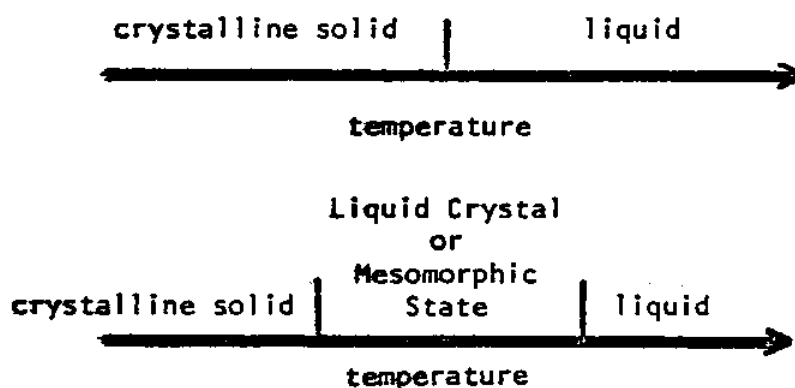 crystalline solid liquid
temperature
Liquid Crystal
or
Mesomorphic
crystalline solid State liquid
temperature